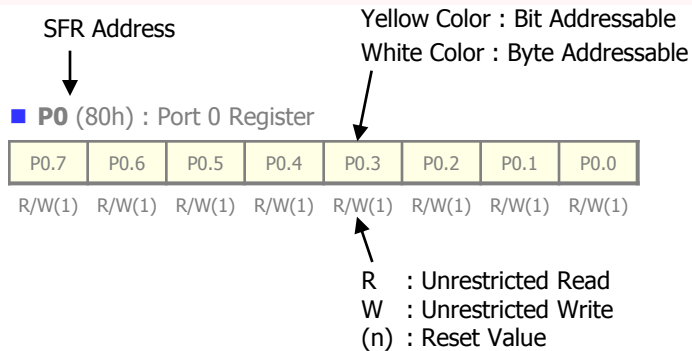 SFR Address
Yellow Color : Bit Addressable
White Color : Byte Addressable
P0 (80h) : Port 0 Register
P0.7 P0.6 P0.5 P0.4 P0.3 P0.2 P0.1 P0.0
R/W(1) R/W(1) R/W(1) R/W(1) R/W(1) R/W(1) R/W(1) R/W(1)
R : Unrestricted Read
W : Unrestricted Write
(n) : Reset Value